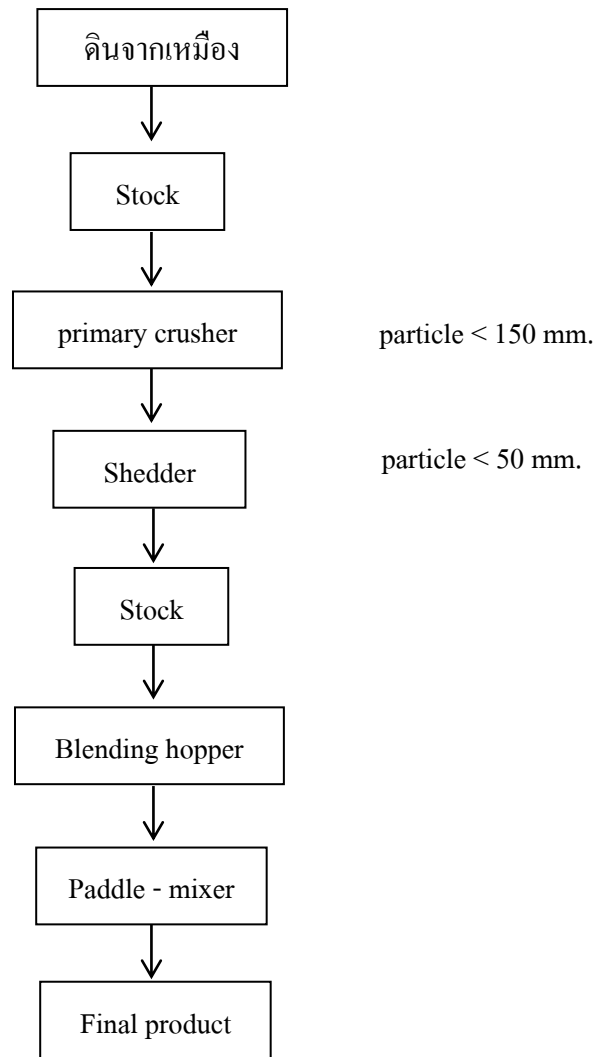 ดินจากเหมือง
Stock
primary crusher
particle < 150 mm.
Shedder
particle < 50 mm.
Stock
Blending hopper
Paddle - mixer
Final product